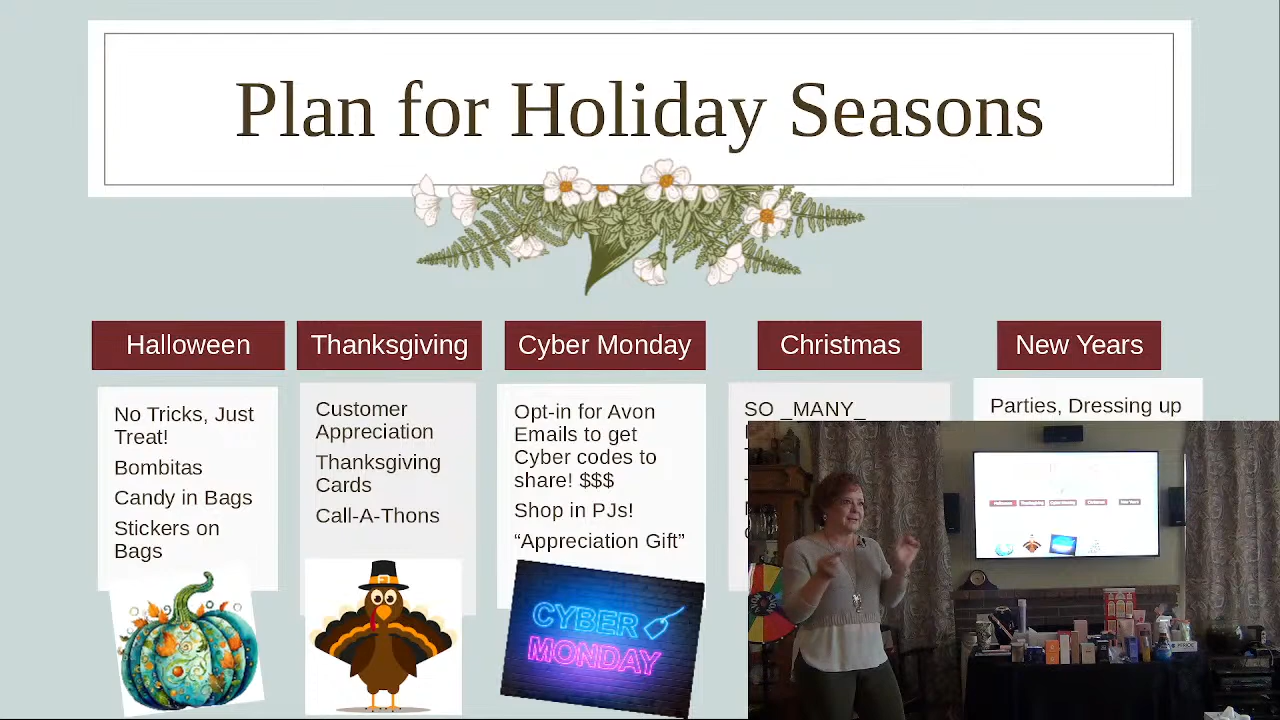 Plan for Holiday Seasons
Halloween
No Tricks, Just
Treat!
Bombitas
Candy in Bags
Stickers on
Bags
Thanksgiving
Customer
Appreciation
Thanksgiving
Cards
Call-A-Thons
Cyber Monday
Opt-in for Avon
Emails to get
Cyber codes to
share! $$$
Shop in PJs!
“Appreciation Gift”
CYBER
MONDAY
Christmas
SO _MANY_
New Years
Parties, Dressing up